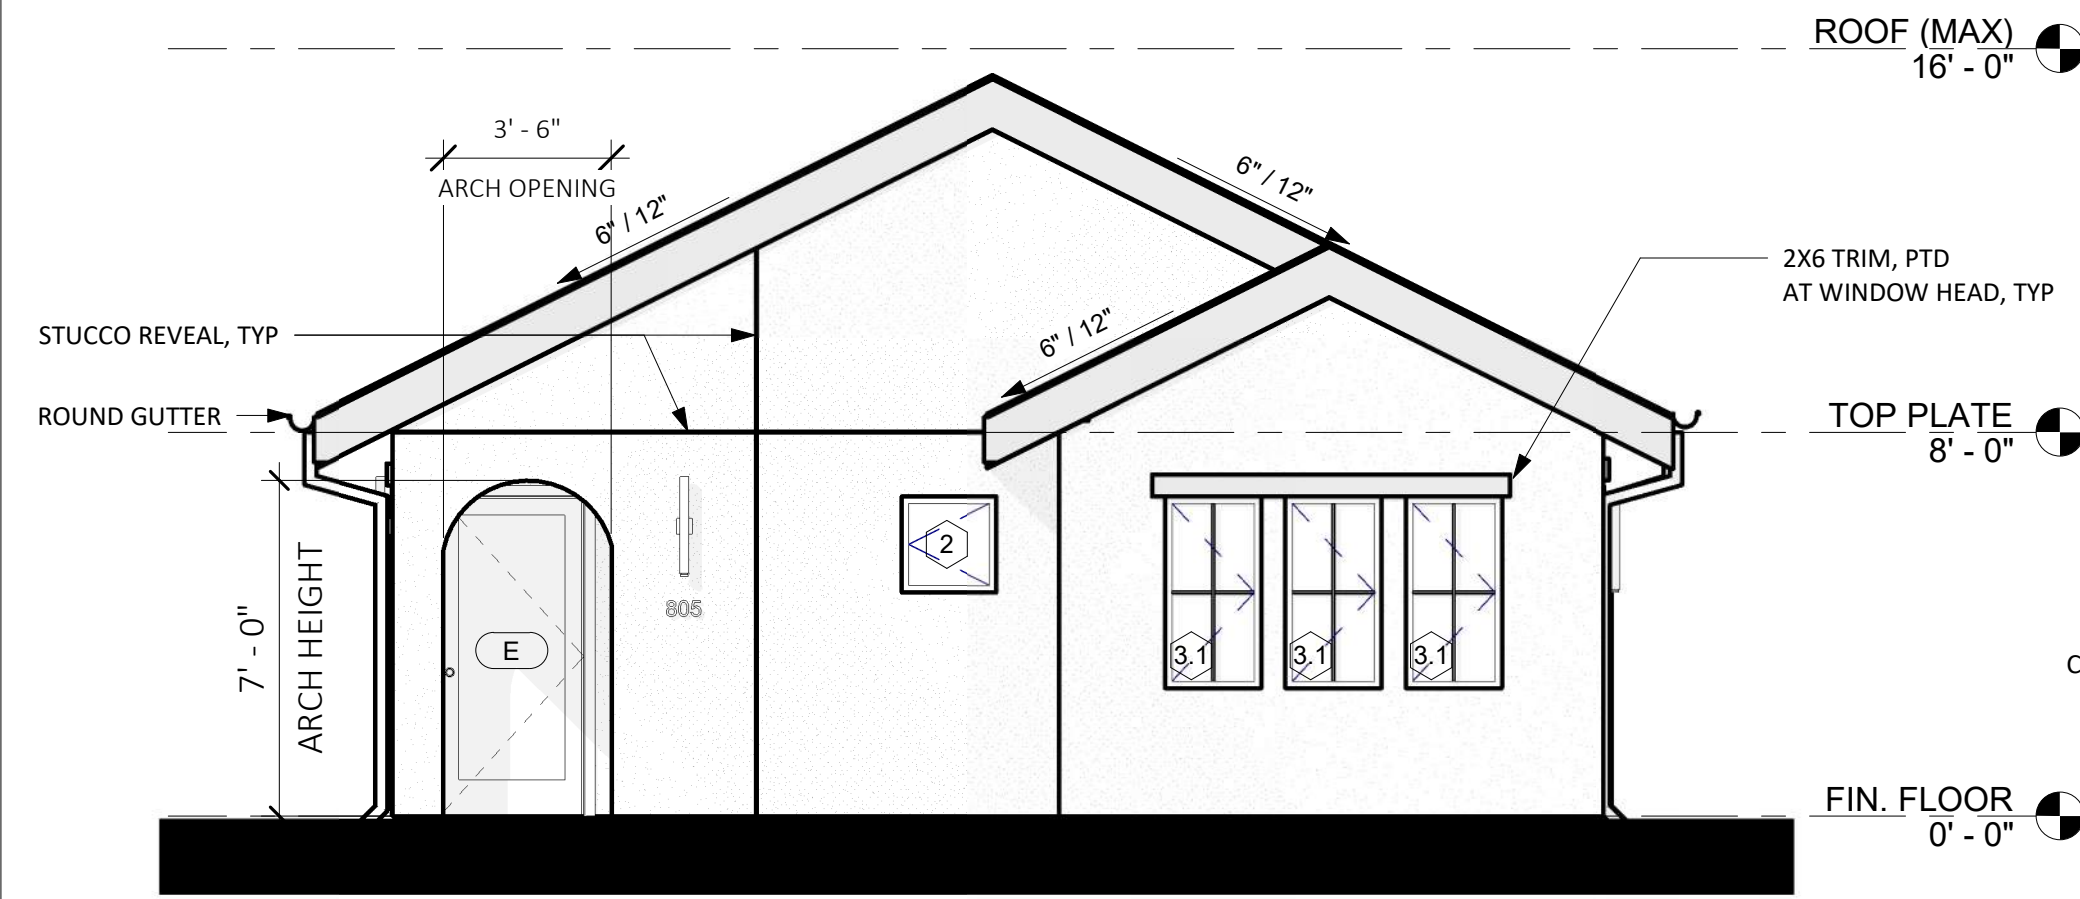 ROOF (MAX)
16' - 0"
3' - 6"
ARCH OPENING
6" / 12"
6" / 12"
2X6 TRIM, PTD
AT WINDOW HEAD, TYP
STUCCO REVEAL, TYP
6" / 12"
ROUND GUTTER
TOP PLATE
8' - 0"
2
805
7' - 0"
ARCH HEIGHT
E
3.1
3.1
3.1
C
FIN. FLOOR
0' - 0"